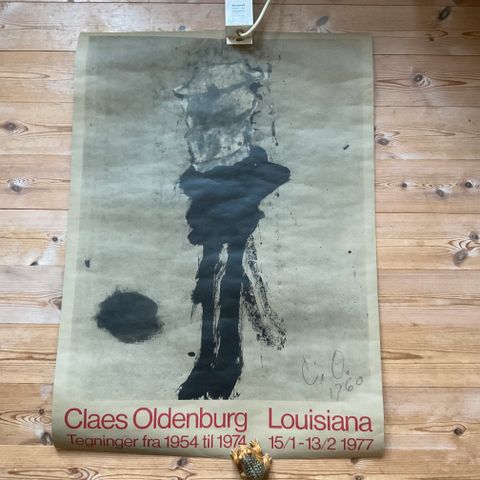 C. O.
1960
Claes Oldenburg Louisiana
Tegninger fra 1954 til 1974 15/1-13/2 1977